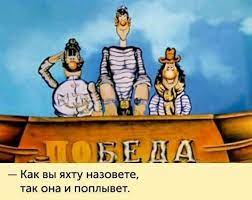 ПОБЕДА
— Как вы яхту назовете,
так она и поплывет.